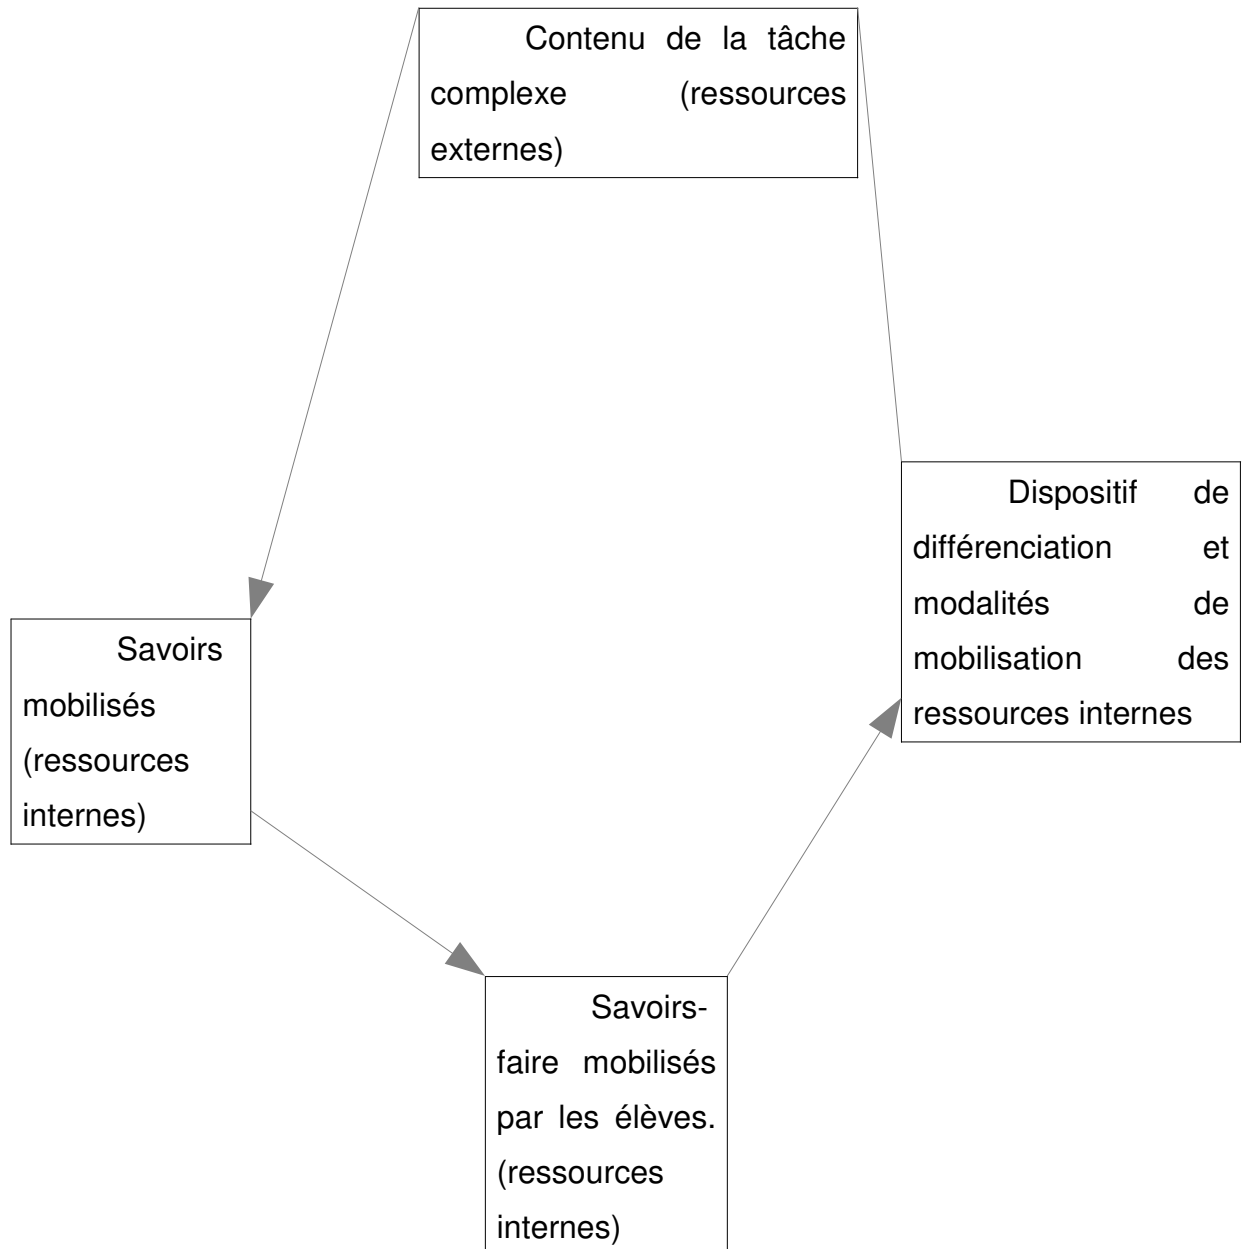 Contenu de la tâche
complexe (ressources
externes)
Dispositif de
différenciation et
modalités de
mobilisation des
ressources internes
Savoirs
mobilisés
(ressources
internes)
Savoirs-
faire mobilisés
par les élèves.
(ressources
internes)